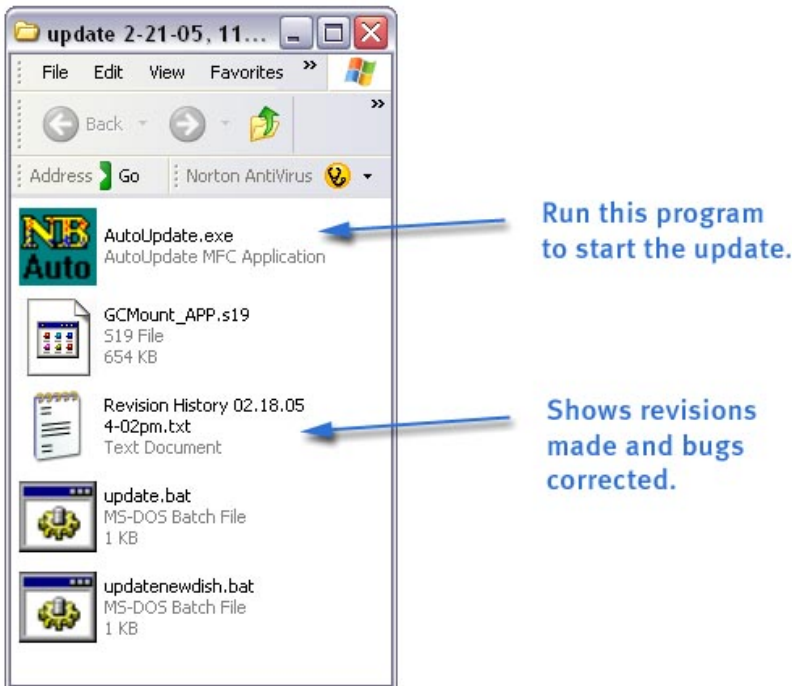 update 2-21-05, 11...
File Edit View Favorites »
Back »
Address Go Norton AntiVirus
NB
Auto
AutoUpdate.exe
AutoUpdate MFC Application
Run this program
to start the update.
GCMount_APP.s19
S19 File
654 KB
Revision History 02.18.05
4-02pm.txt
Text Document
Shows revisions
made and bugs
corrected.
update.bat
MS-DOS Batch File
1 KB
updatenewdish.bat
MS-DOS Batch File
1 KB